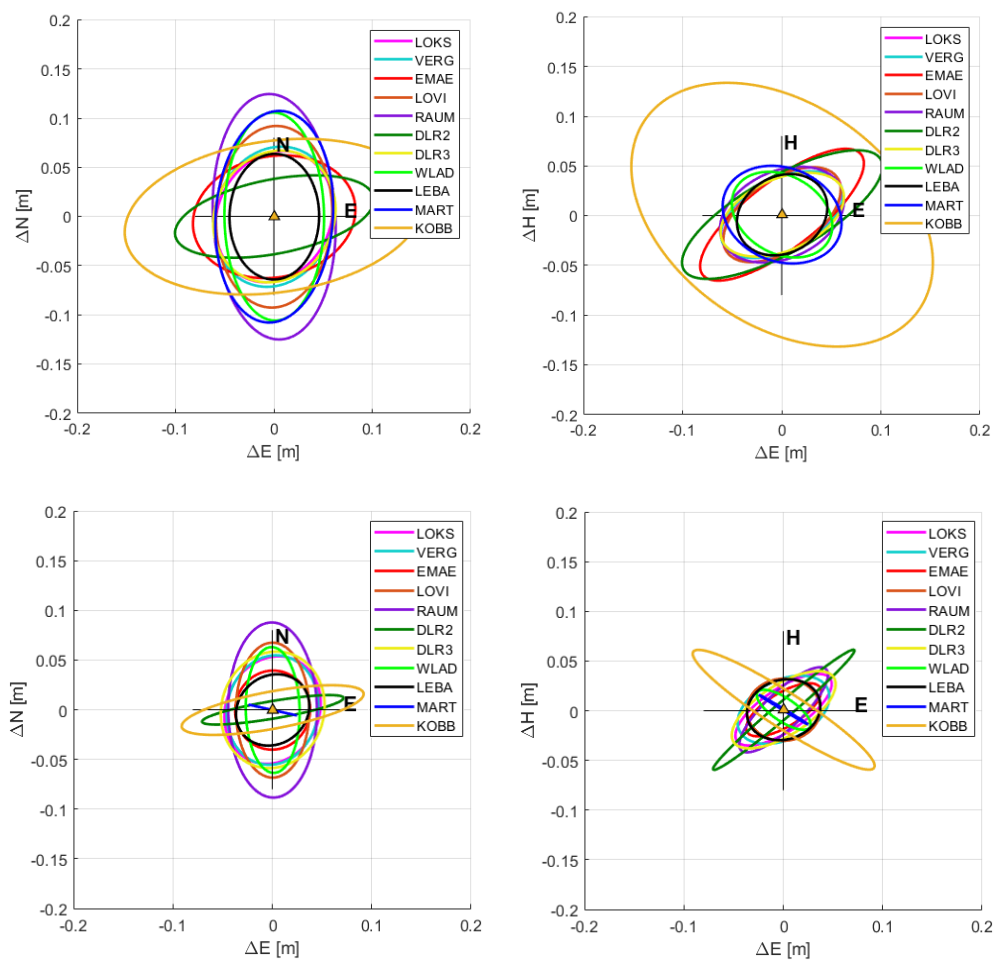 0.2
0.15
0.1
0.05
0
-0.05
-0.1
-0.15
-0.2
ΔN [m]
-0.2
-0.1
0
0.1
0.2
ΔE [m]
N
E
LOKS
VERG
EMAE
LOVI
RAUM
DLR2
DLR3
WLAD
LEBA
MART
KOBB
0.2
0.15
0.1
0.05
0
-0.05
-0.1
-0.15
-0.2
ΔH [m]
-0.2
-0.1
0
0.1
0.2
ΔE [m]
H
E
LOKS
VERG
EMAE
LOVI
RAUM
DLR2
DLR3
WLAD
LEBA
MART
KOBB
0.2
0.15
0.1
0.05
0
-0.05
-0.1
-0.15
-0.2
ΔN [m]
-0.2
-0.1
0
0.1
0.2
ΔE [m]
N
E
LOKS
VERG
EMAE
LOVI
RAUM
DLR2
DLR3
WLAD
LEBA
MART
KOBB
0.2
0.15
0.1
0.05
0
-0.05
-0.1
-0.15
-0.2
ΔH [m]
-0.2
-0.1
0
0.1
0.2
ΔE [m]
H
E
LOKS
VERG
EMAE
LOVI
RAUM
DLR2
DLR3
WLAD
LEBA
MART
KOBB